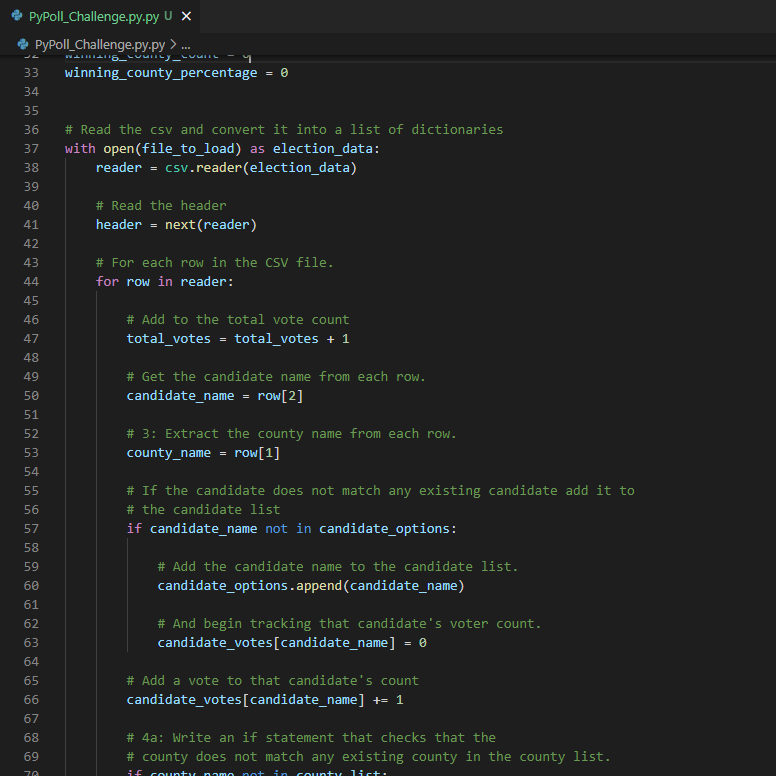 PyPoll_Challenge.py.py U ×
PyPoll_Challenge.py.py > ...
32 winning_county_count = 0
33 winning_county_percentage = 0
34
35
36 # Read the csv and convert it into a list of dictionaries
37 with open(file_to_load) as election_data:
38 reader = csv.reader(election_data)
39
40 # Read the header
41 header = next(reader)
42
43 # For each row in the CSV file.
44 for row in reader:
45
46 # Add to the total vote count
47 total_votes = total_votes + 1
48
49 # Get the candidate name from each row.
50 candidate_name = row[2]
51
52 # 3: Extract the county name from each row.
53 county_name = row[1]
54
55 # If the candidate does not match any existing candidate add it to
56 # the candidate list
57 if candidate_name not in candidate_options:
58
59 # Add the candidate name to the candidate list.
60 candidate_options.append(candidate_name)
61
62 # And begin tracking that candidate's voter count.
63 candidate_votes[candidate_name] = 0
64
65 # Add a vote to that candidate's count
66 candidate_votes[candidate_name] += 1
67
68 # 4a: Write an if statement that checks that the
69 # county does not match any existing county in the county list.
70 if county_name not in county_list: